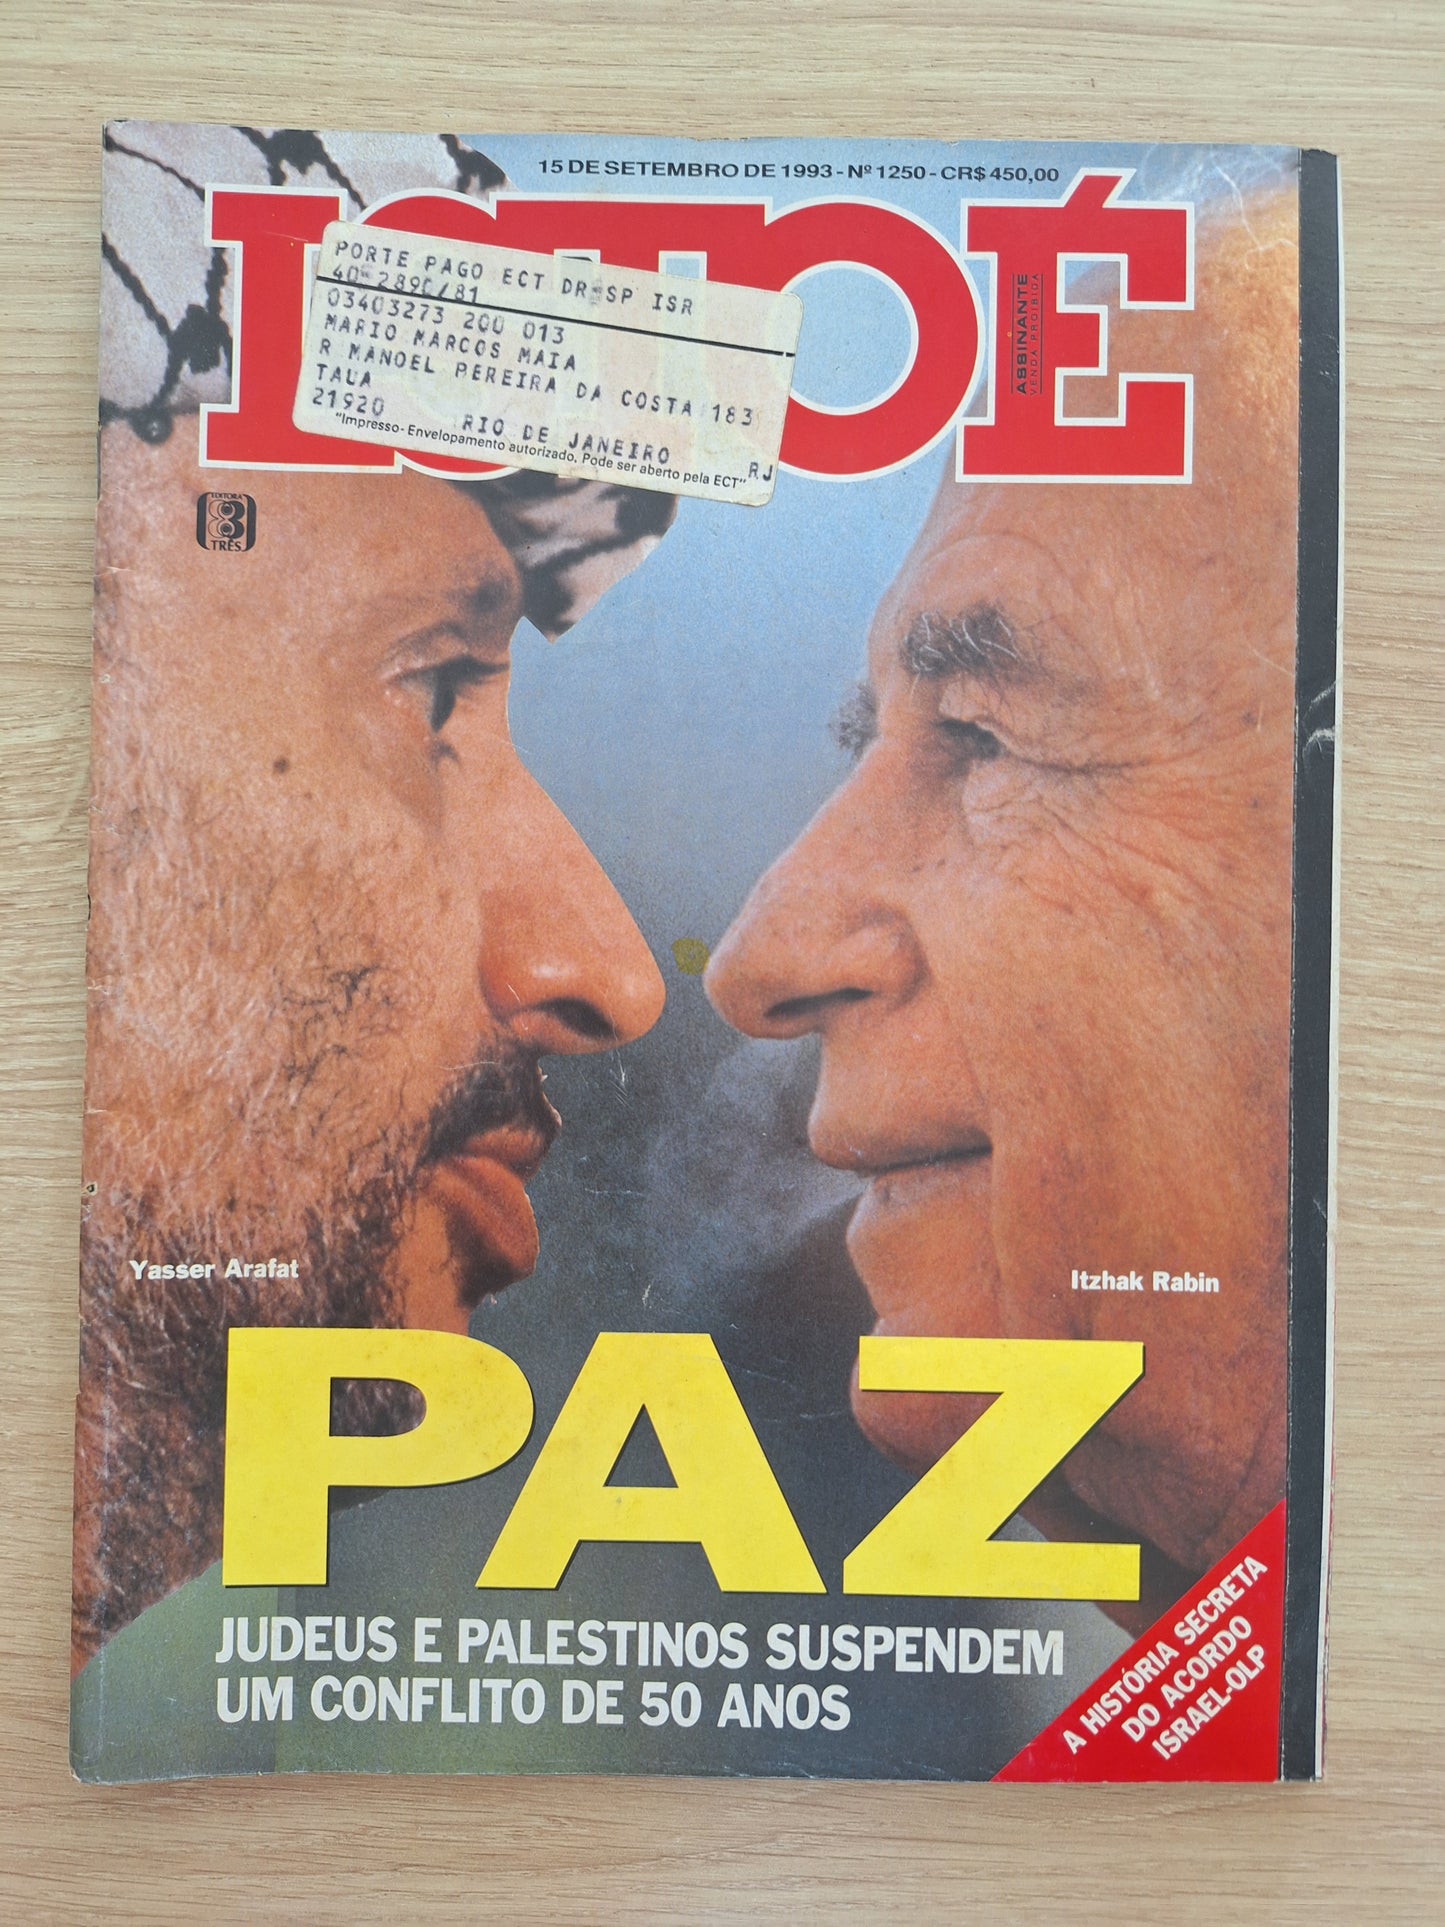 15 DE SETEMBRO DE 1993 - Nº 1250 - CR$ 450,00
ISTOÉ
ASSINANTE
VENDA PROIBIDA
PORTE PAGO ECT DR SP ISR
40 2890/81
03403273 200 013
MARIO MARCOS MAIA
R MANOEL PEREIRA DA COSTA 183
TAUA
21920 RIO DE JANEIRO RJ
"Impresso - Envelopamento autorizado. Pode ser aberto pela ECT"
EDITORA
TRÊS
Yasser Arafat
Itzhak Rabin
PAZ
JUDEUS E PALESTINOS SUSPENDEM
UM CONFLITO DE 50 ANOS
A HISTÓRIA SECRETA
DO ACORDO
ISRAEL-OLP